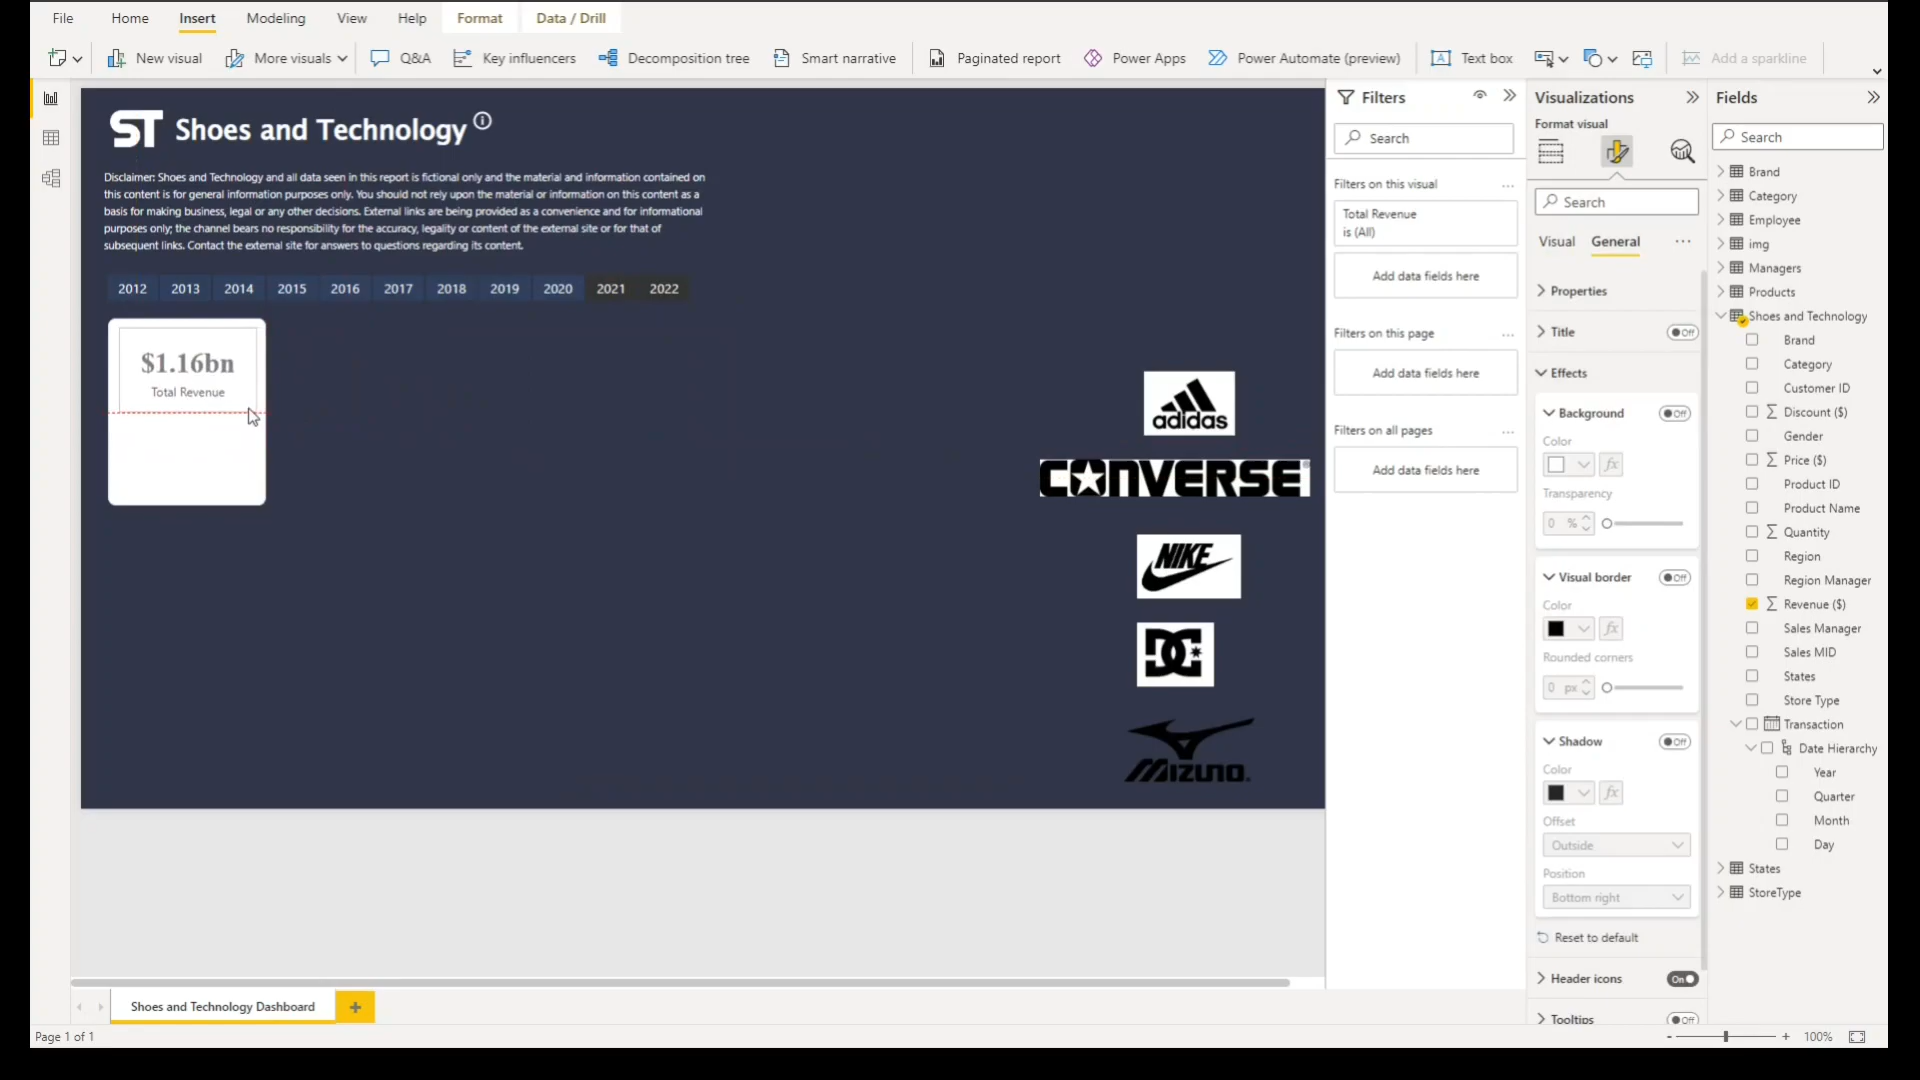 File Home Insert Modeling View Help Format Data / Drill
New visual More visuals Q&A Key influencers Decomposition tree Smart narrative Paginated report Power Apps Power Automate (preview) Text box Add a sparkline
ST Shoes and Technology
Disclaimer: Shoes and Technology and all data seen in this report is fictional only and the material and information contained on
this content is for general information purposes only. You should not rely upon the material or information on this content as a
basis for making business, legal or any other decisions. External links are being provided as a convenience and for informational
purposes only; the channel bears no responsibility for the accuracy, legality or content of the external site or for that of
subsequent links. Contact the external site for answers to questions regarding its content.
2012 2013 2014 2015 2016 2017 2018 2019 2020 2021 2022
$1.16bn
Total Revenue
adidas
CONVERSE
NIKE
DC
MIZUNO
Filters
Search
Filters on this visual
Total Revenue
is (All)
Add data fields here
Filters on this page
Add data fields here
Filters on all pages
Add data fields here
Visualizations
Format visual
Search
Visual General
Properties
Title Off
Effects
Background Off
Color
fx
Transparency
0 %
Visual border Off
Color
fx
Rounded corners
0 px
Shadow Off
Color
fx
Offset
Outside
Position
Bottom right
Reset to default
Header icons On
Tooltips Off
Fields
Search
Brand
Category
Employee
img
Managers
Products
Shoes and Technology
Brand
Category
Customer ID
Discount ($)
Gender
Price ($)
Product ID
Product Name
Quantity
Region
Region Manager
Revenue ($)
Sales Manager
Sales MID
States
Store Type
Transaction
Date Hierarchy
Year
Quarter
Month
Day
States
StoreType
Shoes and Technology Dashboard
Page 1 of 1
100%